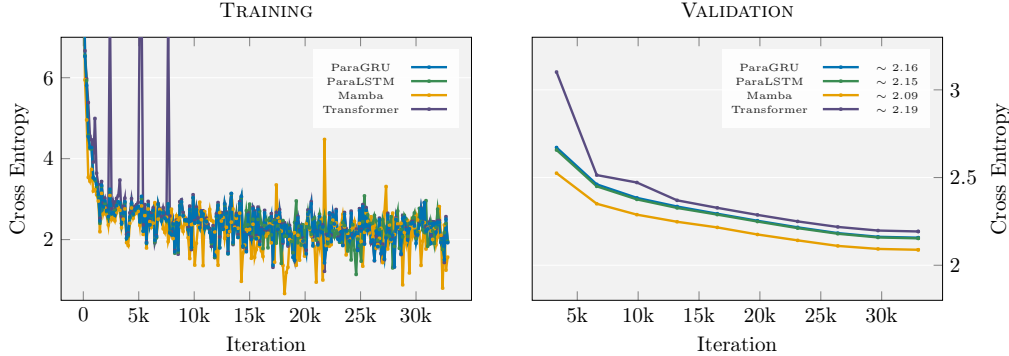 TRAINING
Cross Entropy
6
4
2
0 5k 10k 15k 20k 25k 30k
Iteration
ParaGRU
ParaLSTM
Mamba
Transformer
VALIDATION
ParaGRU ∼ 2.16
ParaLSTM ∼ 2.15
Mamba ∼ 2.09
Transformer ∼ 2.19
3
2.5
2
Cross Entropy
5k 10k 15k 20k 25k 30k
Iteration